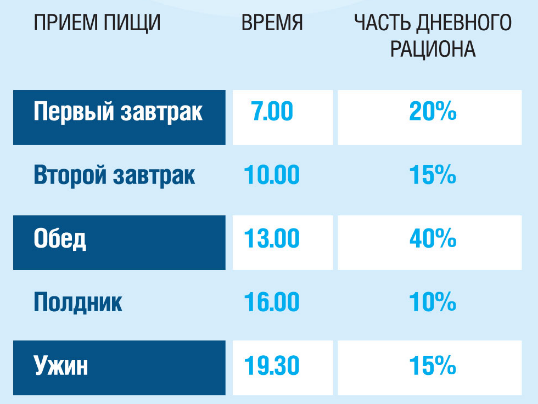 ПРИЕМ ПИЩИ ВРЕМЯ ЧАСТЬ ДНЕВНОГО
РАЦИОНА
Первый завтрак 7.00 20%
Второй завтрак 10.00 15%
Обед 13.00 40%
Полдник 16.00 10%
Ужин 19.30 15%